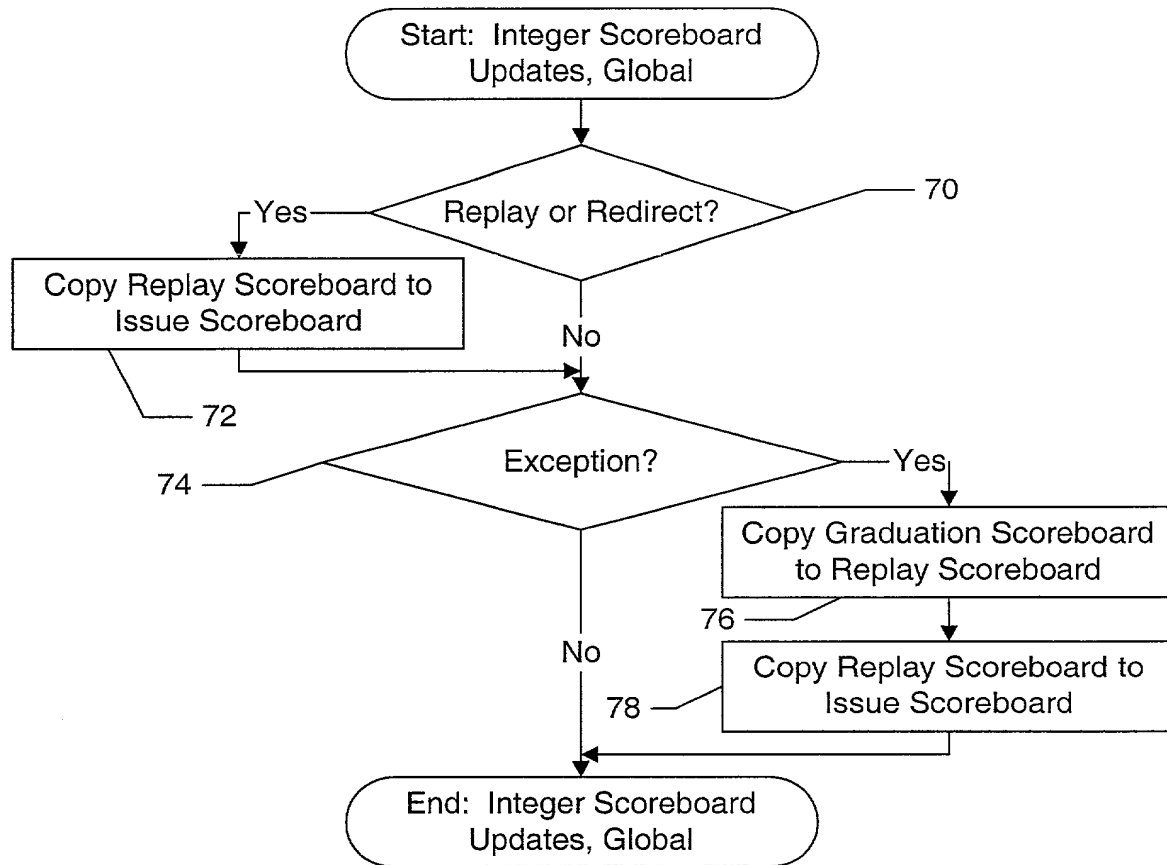 Start: Integer Scoreboard
Updates, Global
Replay or Redirect?
70
Yes
Copy Replay Scoreboard to
Issue Scoreboard
No
72
Exception?
74
Yes
Copy Graduation Scoreboard
to Replay Scoreboard
76
No
Copy Replay Scoreboard to
Issue Scoreboard
78
End: Integer Scoreboard
Updates, Global